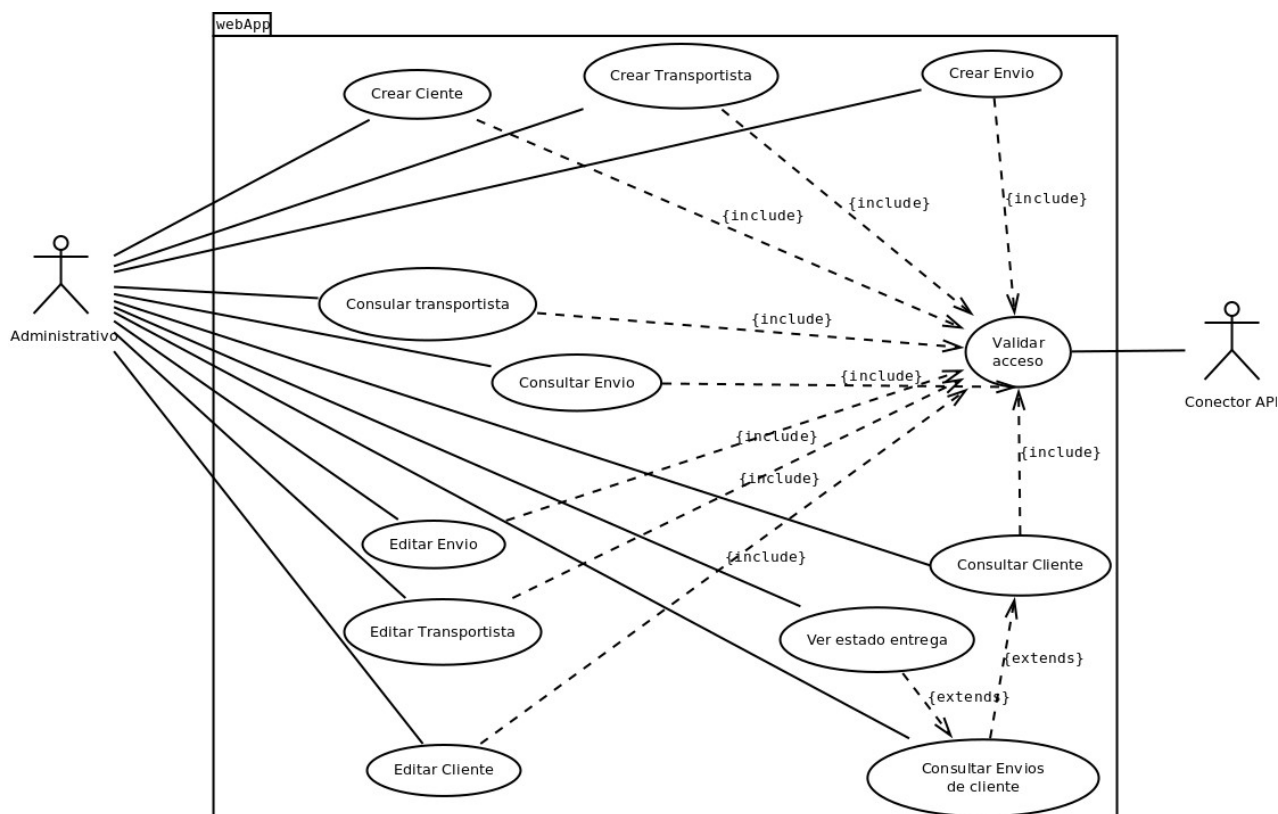 webApp
Crear Ciente
Crear Transportista
Crear Envio
{include}
{include}
{include}
Administrativo
Consular transportista
{include}
Validar
acceso
Conector API
Consultar Envio
{include}
{include}
{include}
{include}
Editar Envio
{include}
Consultar Cliente
Editar Transportista
Ver estado entrega
{extends}
{extends}
Editar Cliente
Consultar Envios
de cliente